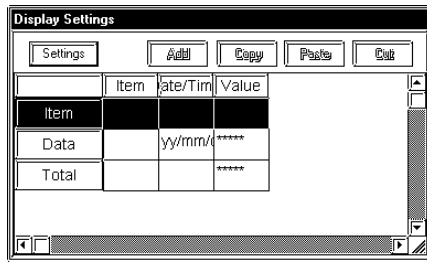 Display Settings
Settings Add Copy Paste Cut
Item ate/Tim Value
Item
Data yy/mm/ *****
Total *****